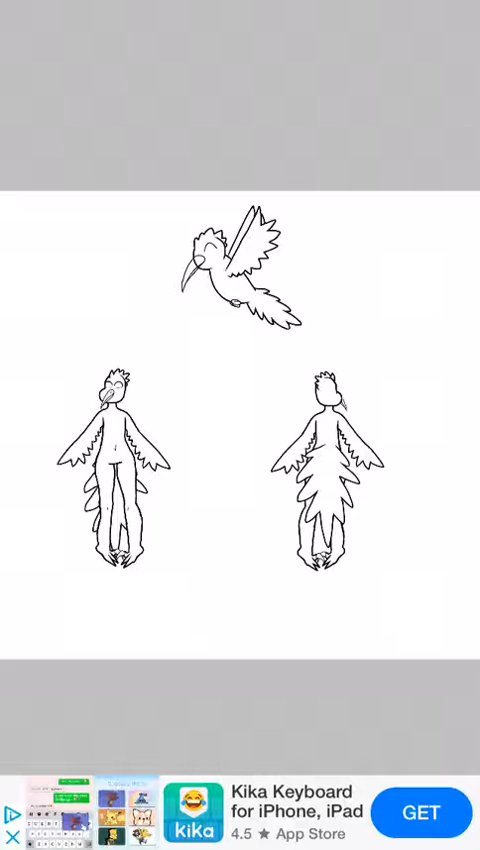 Kika Keyboard
for iPhone, iPad
4.5 ★ App Store
GET
kika